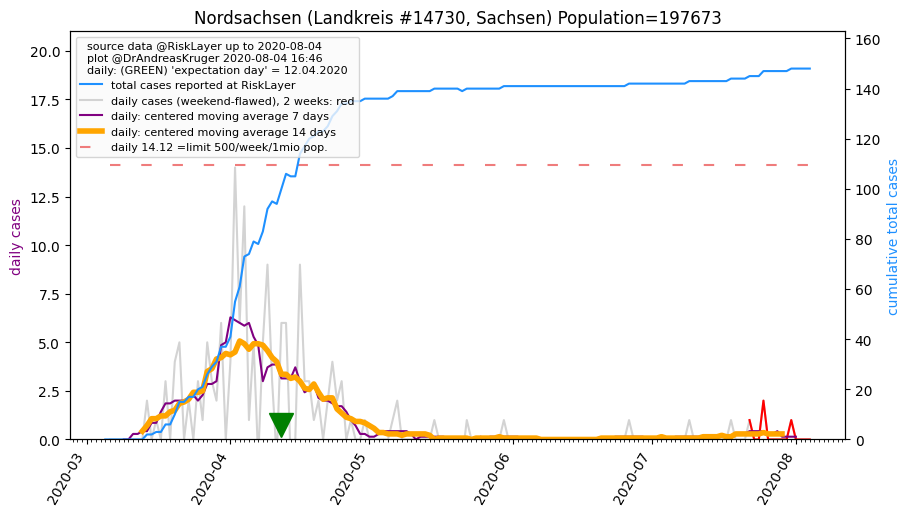 Nordsachsen (Landkreis #14730, Sachsen) Population=197673
source data @RiskLayer up to 2020-08-04
plot @DrAndreasKruger 2020-08-04 16:46
daily: (GREEN) 'expectation day' = 12.04.2020
total cases reported at RiskLayer
daily cases (weekend-flawed), 2 weeks: red
daily: centered moving average 7 days
daily: centered moving average 14 days
daily 14.12 =limit 500/week/1mio pop.
daily cases
20.0
17.5
15.0
12.5
10.0
7.5
5.0
2.5
0.0
160
140
120
100
80
60
40
20
0
cumulative total cases
2020-03
2020-04
2020-05
2020-06
2020-07
2020-08